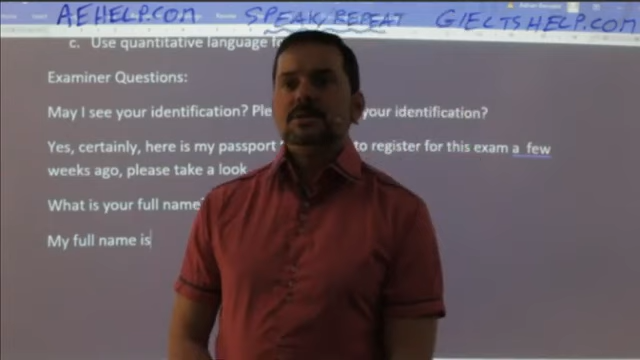 AEHELP.COM SPEAK/REPEAT GIELTSHELP.COM
c. Use quantitative language
Examiner Questions:
May I see your identification? your identification?
Yes, certainly, here is my passport to register for this exam a few
weeks ago, please take a look
What is your full name?
My full name is